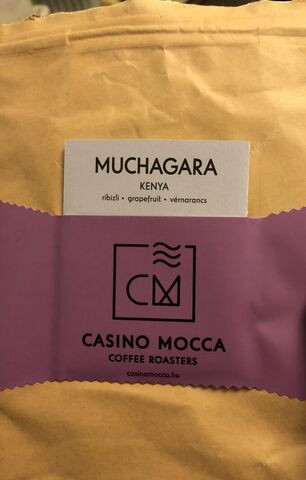 MUCHAGARA
KENYA
ribizli • grapefruit • vérnarancs
CM
CASINO MOCCA
COFFEE ROASTERS
casinomocca.hu